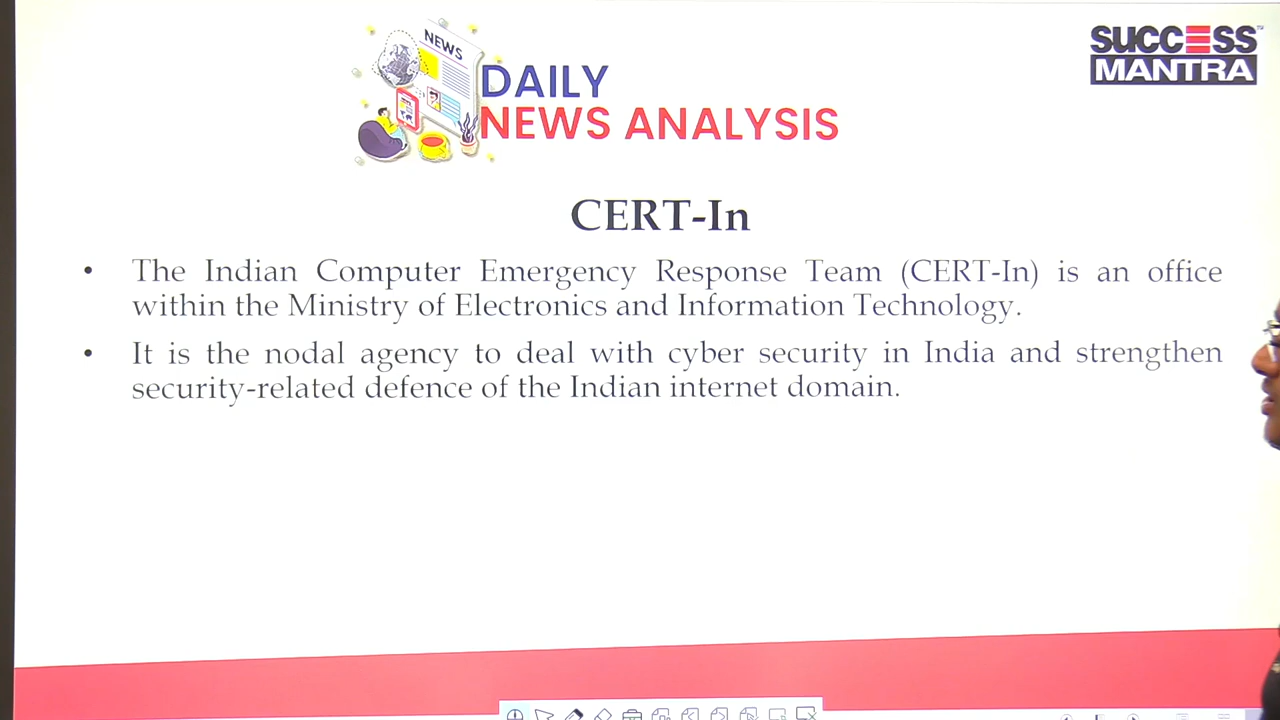 NEWS
DAILY
NEWS ANALYSIS
SUCCESS
MANTRA
CERT-In
• The Indian Computer Emergency Response Team (CERT-In) is an office
within the Ministry of Electronics and Information Technology.
• It is the nodal agency to deal with cyber security in India and strengthen
security-related defence of the Indian internet domain.